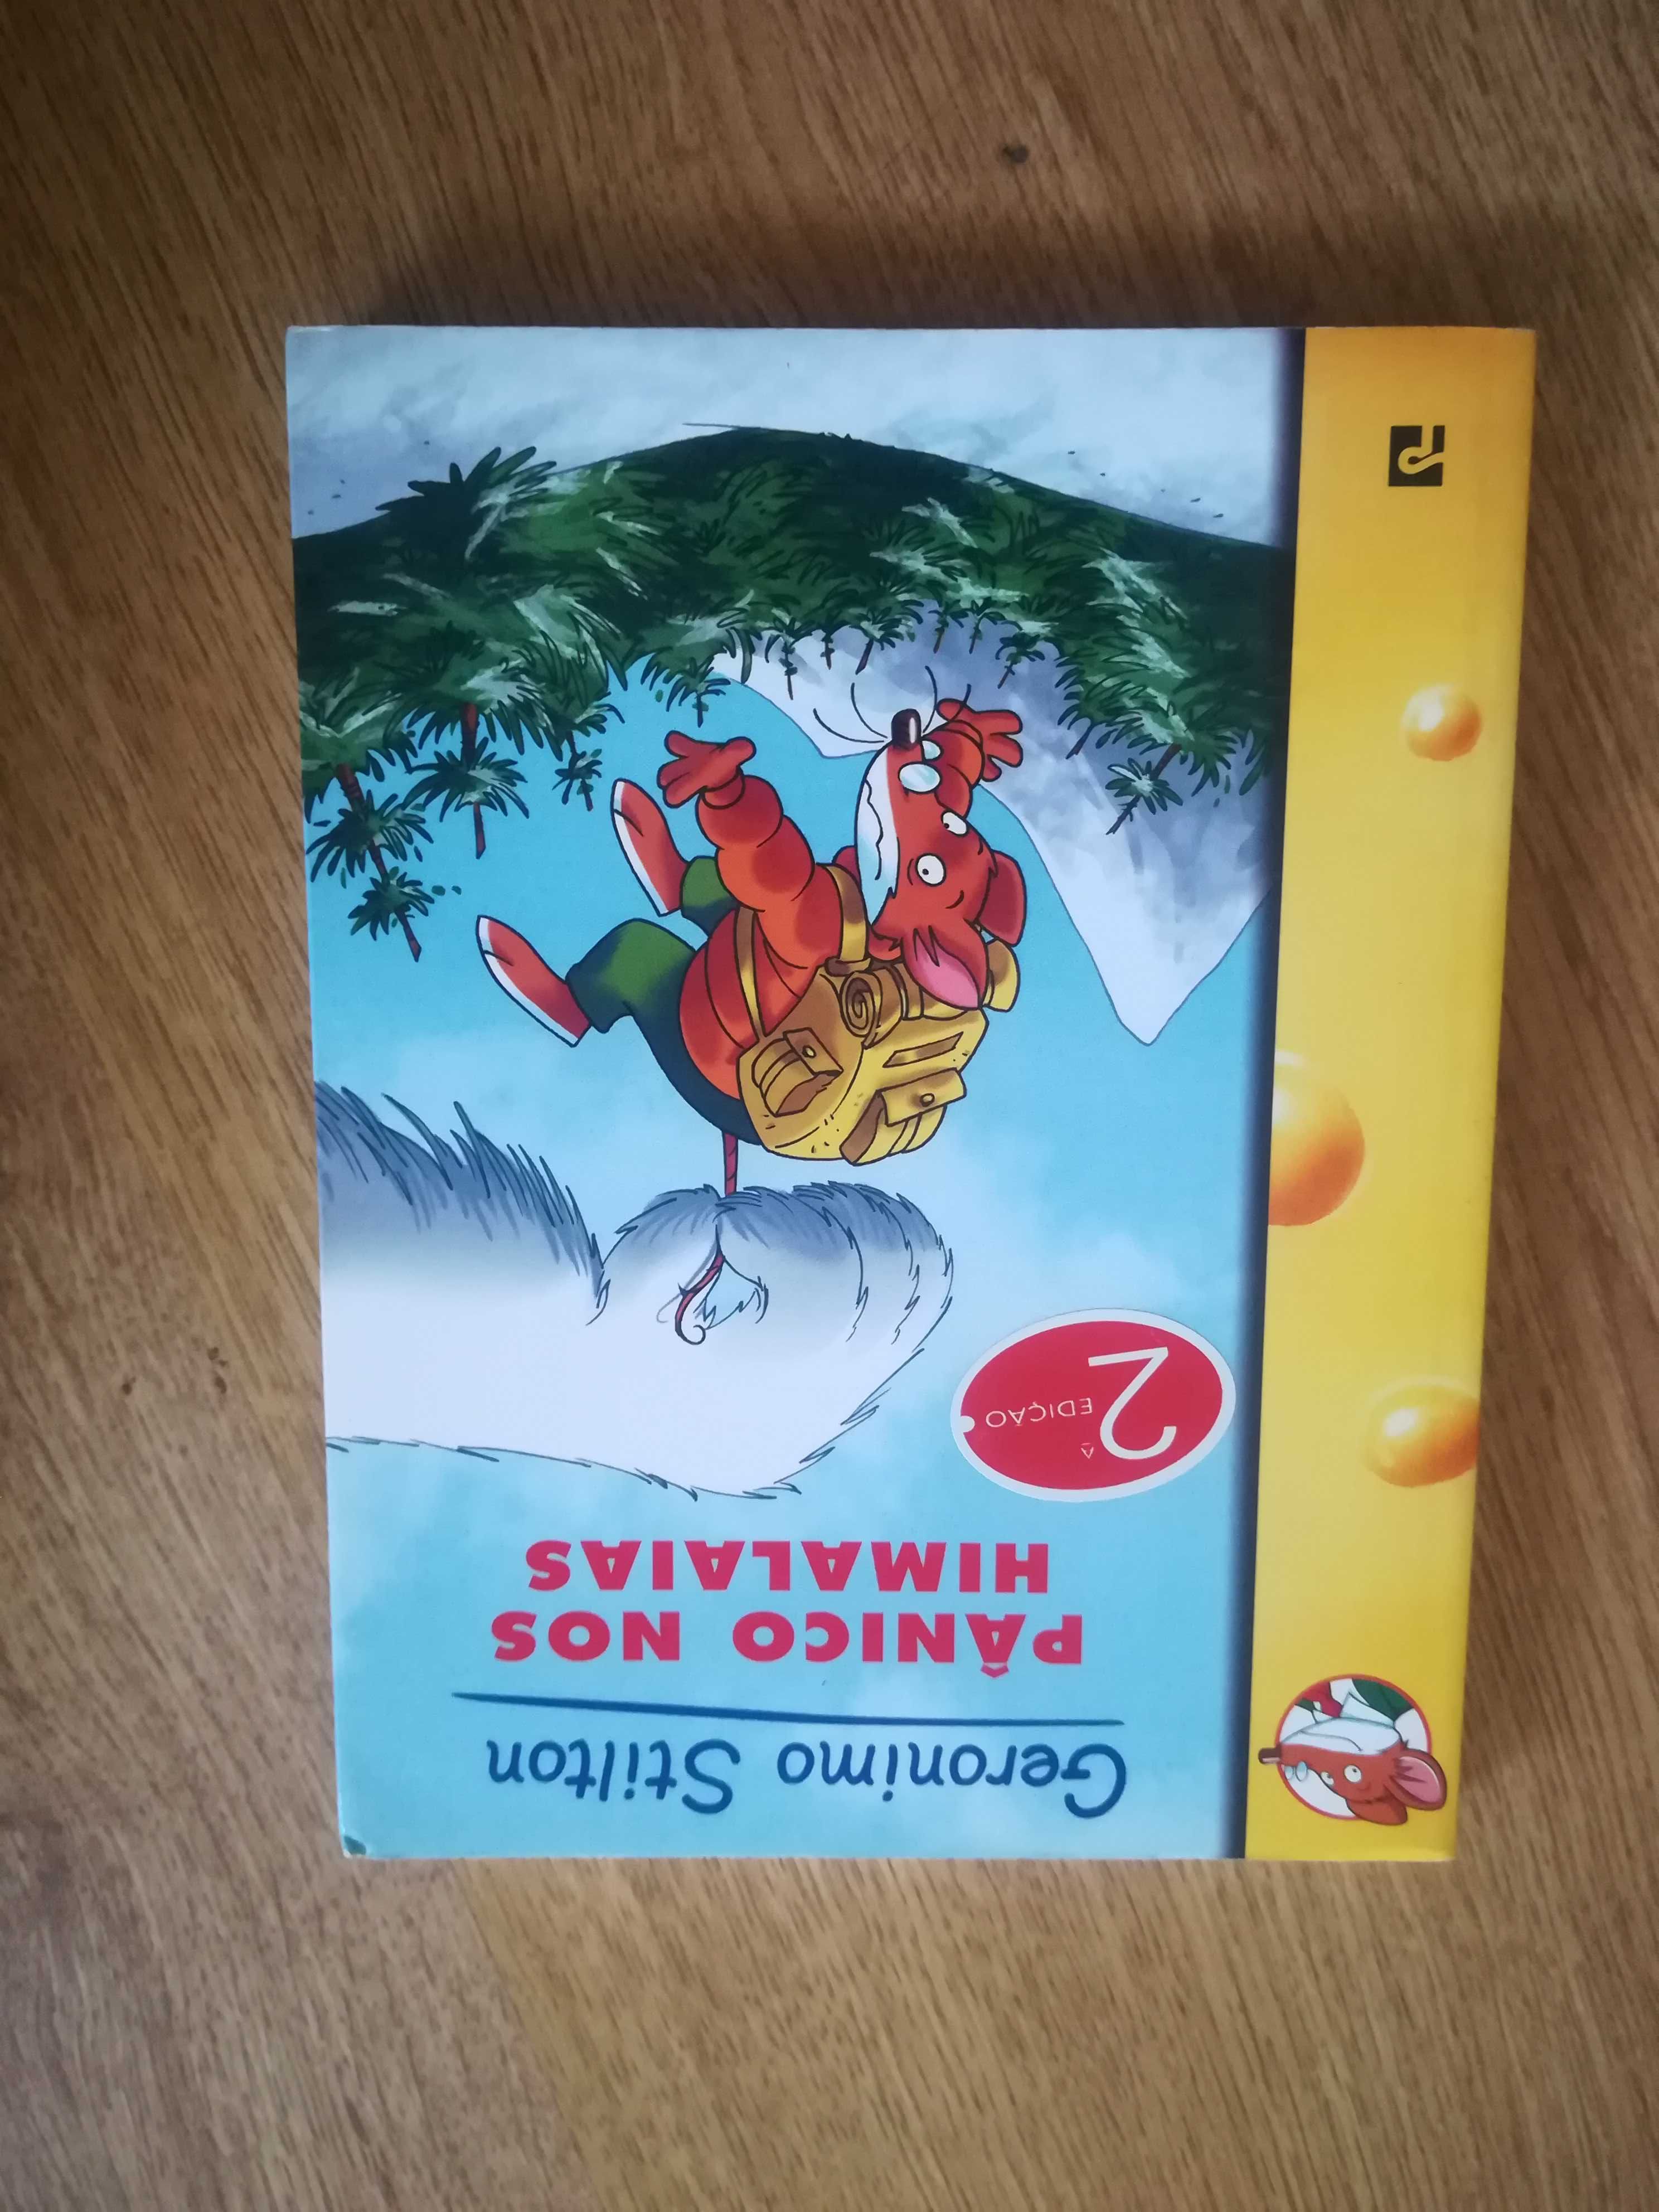 Geronimo Stilton
PÂNICO NOS
HIMALAIAS
2ª
EDIÇÃO